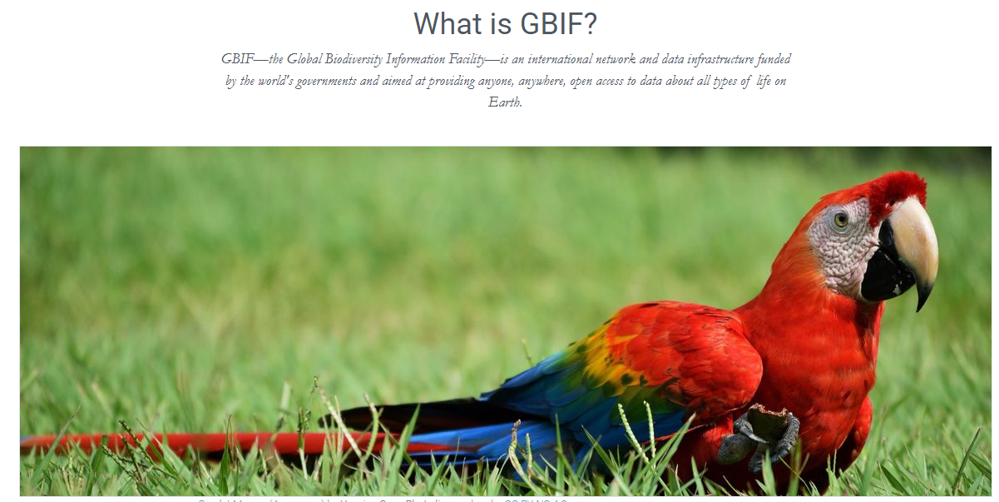 What is GBIF?
GBIF—the Global Biodiversity Information Facility—is an international network and data infrastructure funded
by the world's governments and aimed at providing anyone, anywhere, open access to data about all types of life on
Earth.